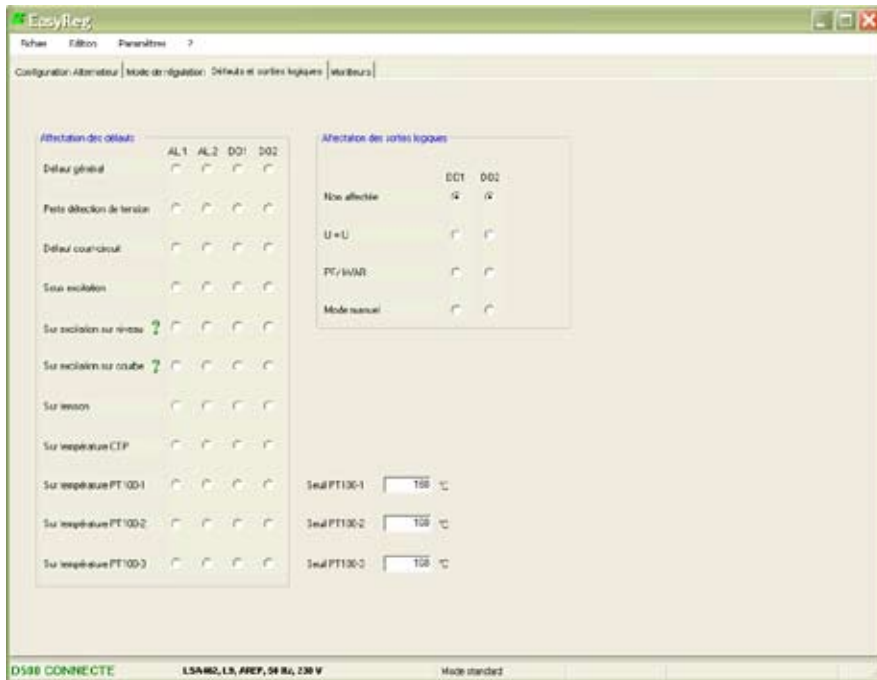 EasyReg
Fichier Edition Paramètres ?
Configuration Alternateur Mode de régulation Défauts et sorties logiques Moniteurs
Affectation des défauts
AL1 AL2 DO1 DO2
Défaut général
Perte détection de tension
Défaut court-circuit
Sous excitation
Sur excitation sur niveau ?
Sur excitation sur courbe ?
Sur tension
Sur température CTP
Sur température PT100-1
Sur température PT100-2
Sur température PT100-3
Affectation des sorties logiques
DO1 DO2
Non affectée
U = U
PF / kVAR
Mode manuel
Seuil PT100-1 °C
Seuil PT100-2 °C
Seuil PT100-3 °C
CONNECTE LSA462, L9, AREP, 50 Hz, 230 V Mode standard